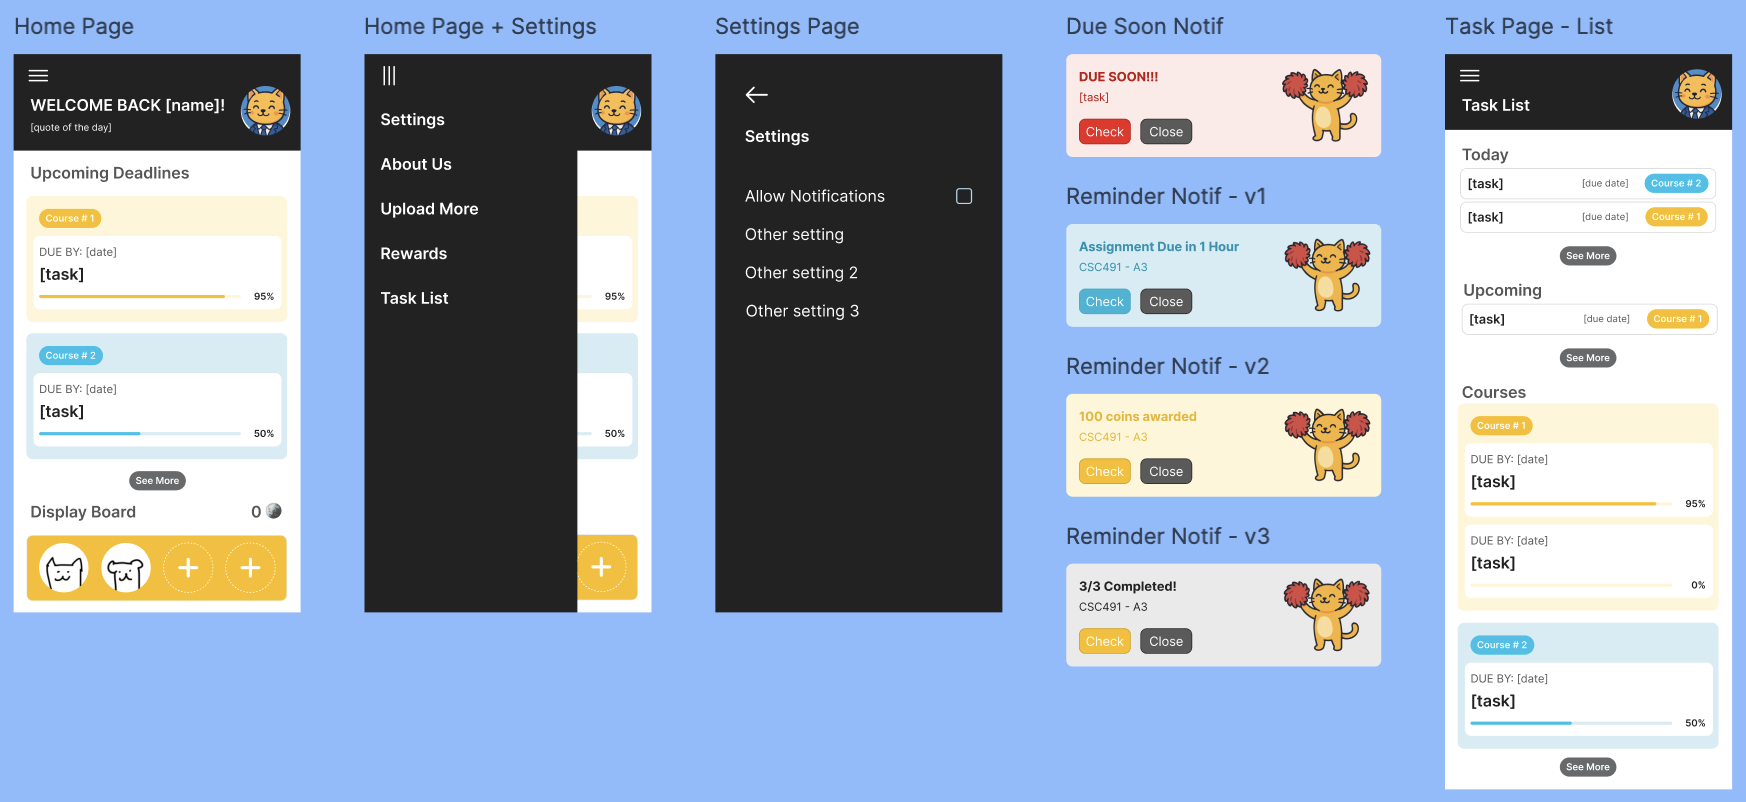 Home Page
WELCOME BACK [name]!
[quote of the day]
Upcoming Deadlines
Course # 1
DUE BY: [date]
[task]
95%
Course # 2
DUE BY: [date]
[task]
50%
See More
Display Board
0
Home Page + Settings
Settings
About Us
Upload More
Rewards
Task List
95%
50%
Settings Page
Settings
Allow Notifications
Other setting
Other setting 2
Other setting 3
Due Soon Notif
DUE SOON!!!
[task]
Check Close
Reminder Notif - v1
Assignment Due in 1 Hour
CSC491 - A3
Check Close
Reminder Notif - v2
100 coins awarded
CSC491 - A3
Check Close
Reminder Notif - v3
3/3 Completed!
CSC491 - A3
Check Close
Task Page - List
Task List
Today
[task] [due date] Course # 2
[task] [due date] Course # 1
See More
Upcoming
[task] [due date] Course # 1
See More
Courses
Course # 1
DUE BY: [date]
[task]
95%
DUE BY: [date]
[task]
0%
Course # 2
DUE BY: [date]
[task]
50%
See More